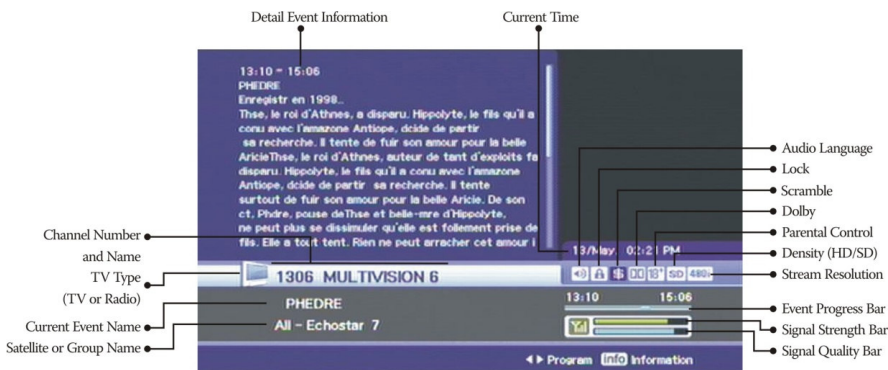 Detail Event Information
Current Time
13:10 - 15:06
PHEDRE
Enregistr en 1998..
Thse, le roi d'Athnes, a disparu. Hippolyte, le fils qu'il a
conu avec l'amazone Antiope, dcide de partir
sa recherche. Il tente de fuir son amour pour la belle
AricieThse, le roi d'Athnes, auteur de tant d'exploits fa
disparu. Hippolyte, le fils qu'il a conu avec l'amazone
Antiope, dcide de partir sa recherche. Il tente
surtout de fuir son amour pour la belle Aricie. De son
ct, Phdre, pouse deThse et belle-mre d'Hippolyte,
ne peut plus se dissimuler qu'elle est follement prise de
fils. Elle a tout tent. Rien ne peut arracher cet amour i
Audio Language
Lock
Scramble
Dolby
Parental Control
Density (HD/SD)
Stream Resolution
Event Progress Bar
Signal Strength Bar
Signal Quality Bar
Channel Number
and Name
TV Type
(TV or Radio)
Current Event Name
Satellite or Group Name
13/May, 02:21 PM
1306 MULTIVISION 6
$ 18+ SD 480i
PHEDRE
13:10 15:06
All - Echostar 7
Program info Information